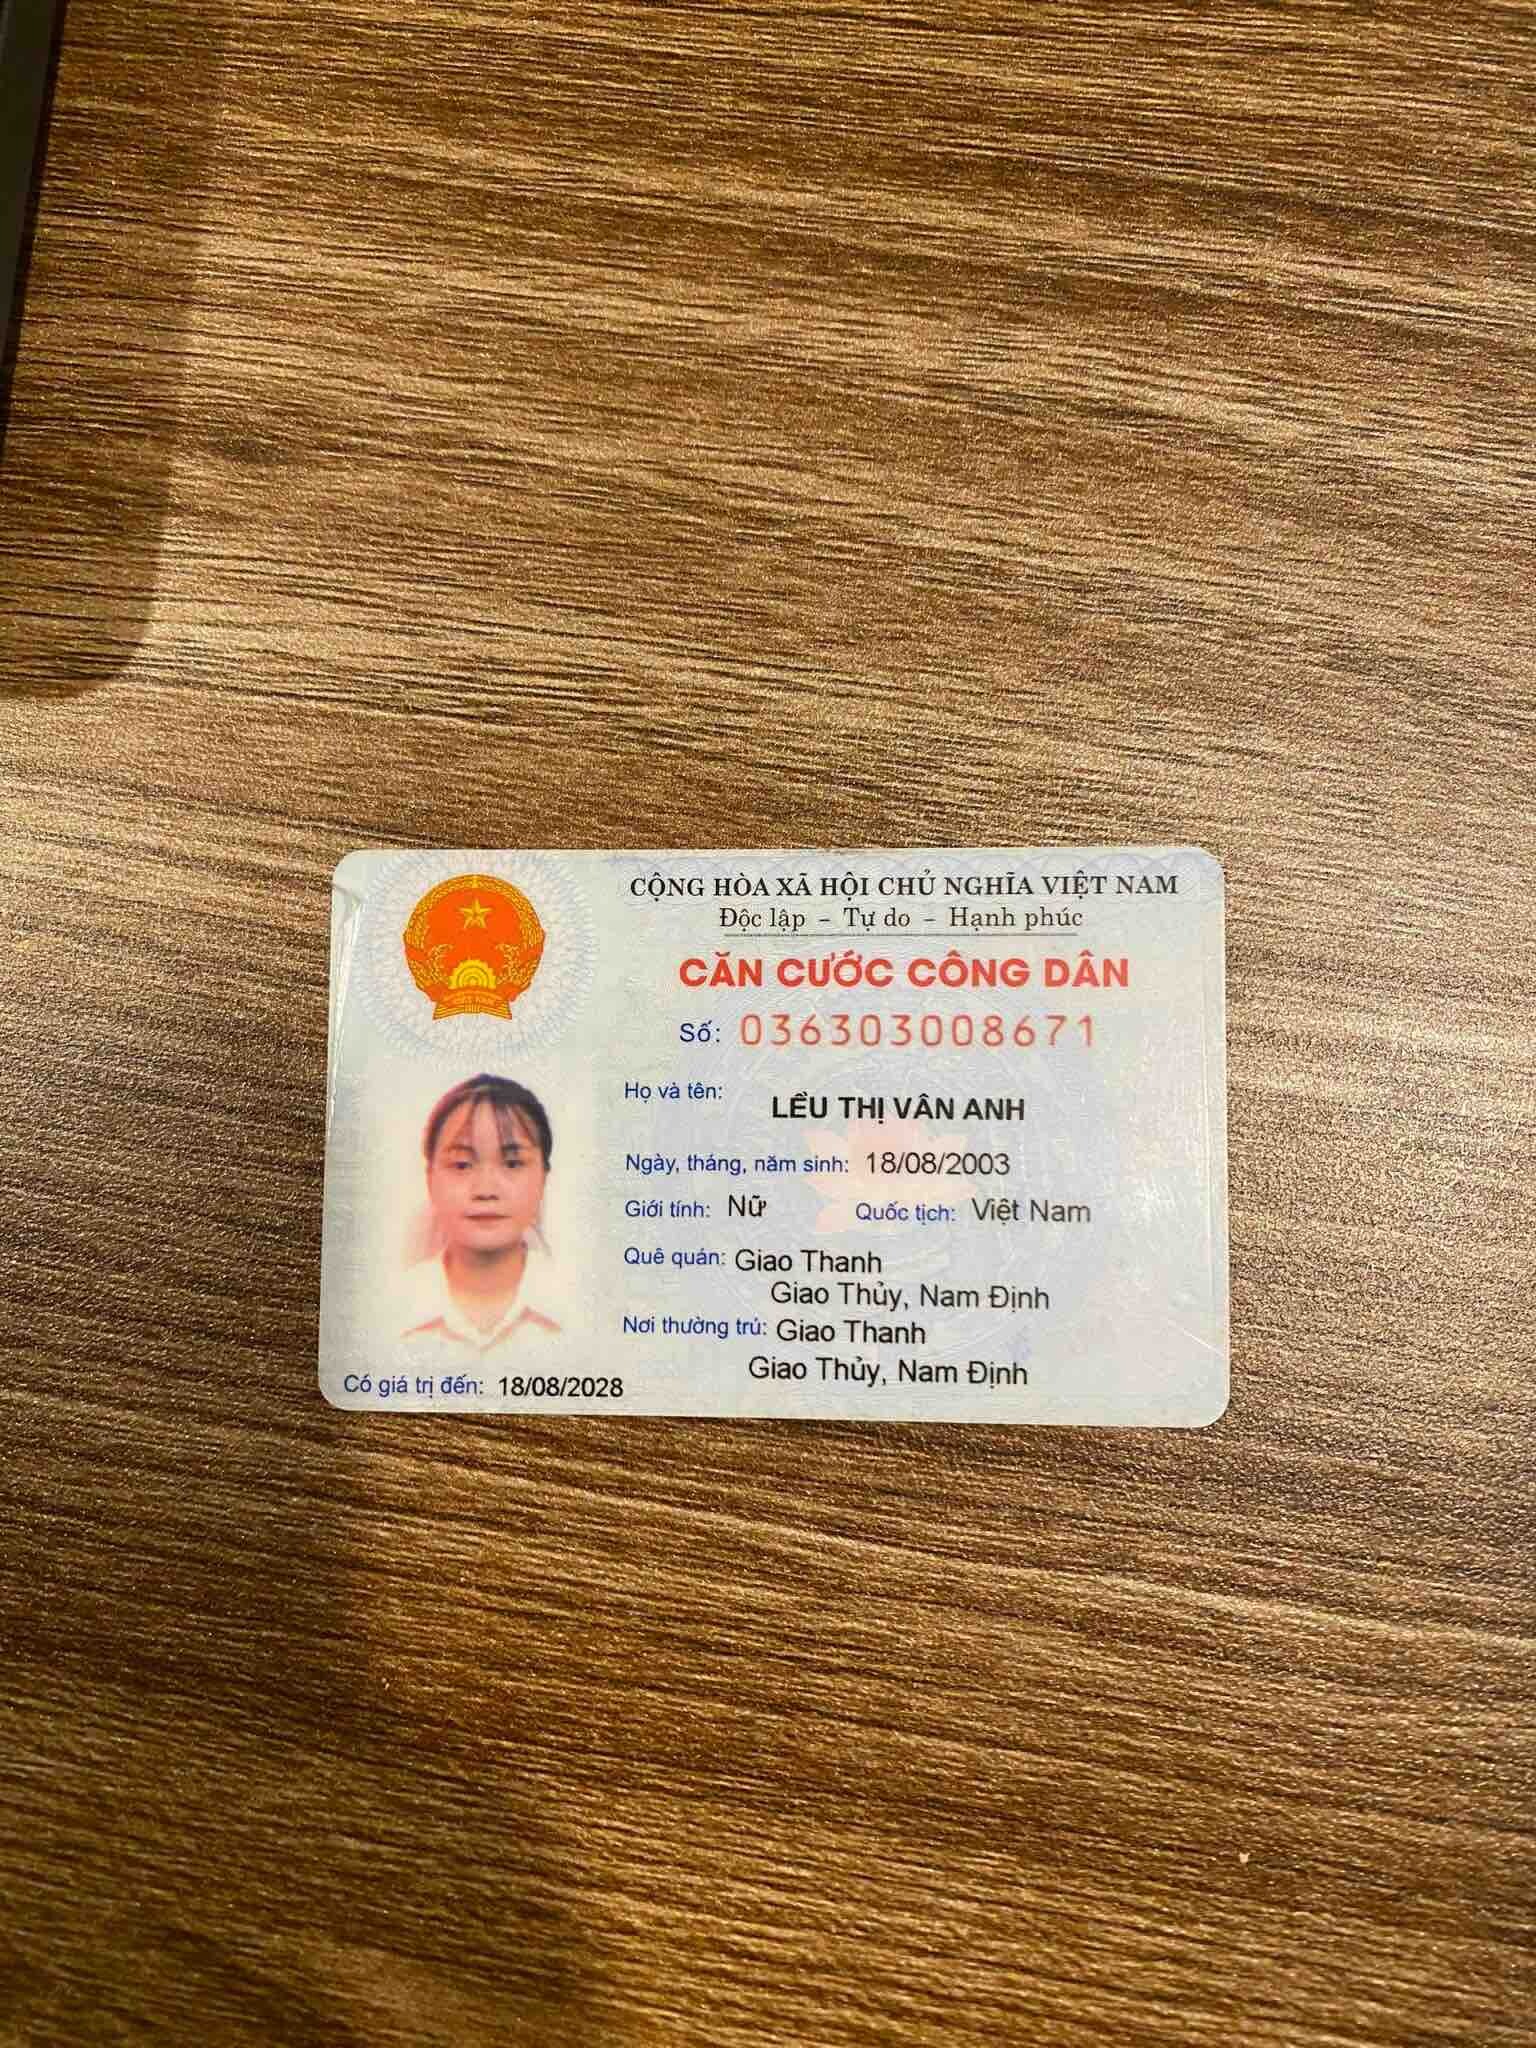 CỘNG HÒA XÃ HỘI CHỦ NGHĨA VIỆT NAM
Độc lập – Tự do – Hạnh phúc
CĂN CƯỚC CÔNG DÂN
Số: 036303008671
Họ và tên:
LỀU THỊ VÂN ANH
Ngày, tháng, năm sinh: 18/08/2003
Giới tính: Nữ Quốc tịch: Việt Nam
Quê quán: Giao Thanh
Giao Thủy, Nam Định
Nơi thường trú: Giao Thanh
Giao Thủy, Nam Định
Có giá trị đến: 18/08/2028